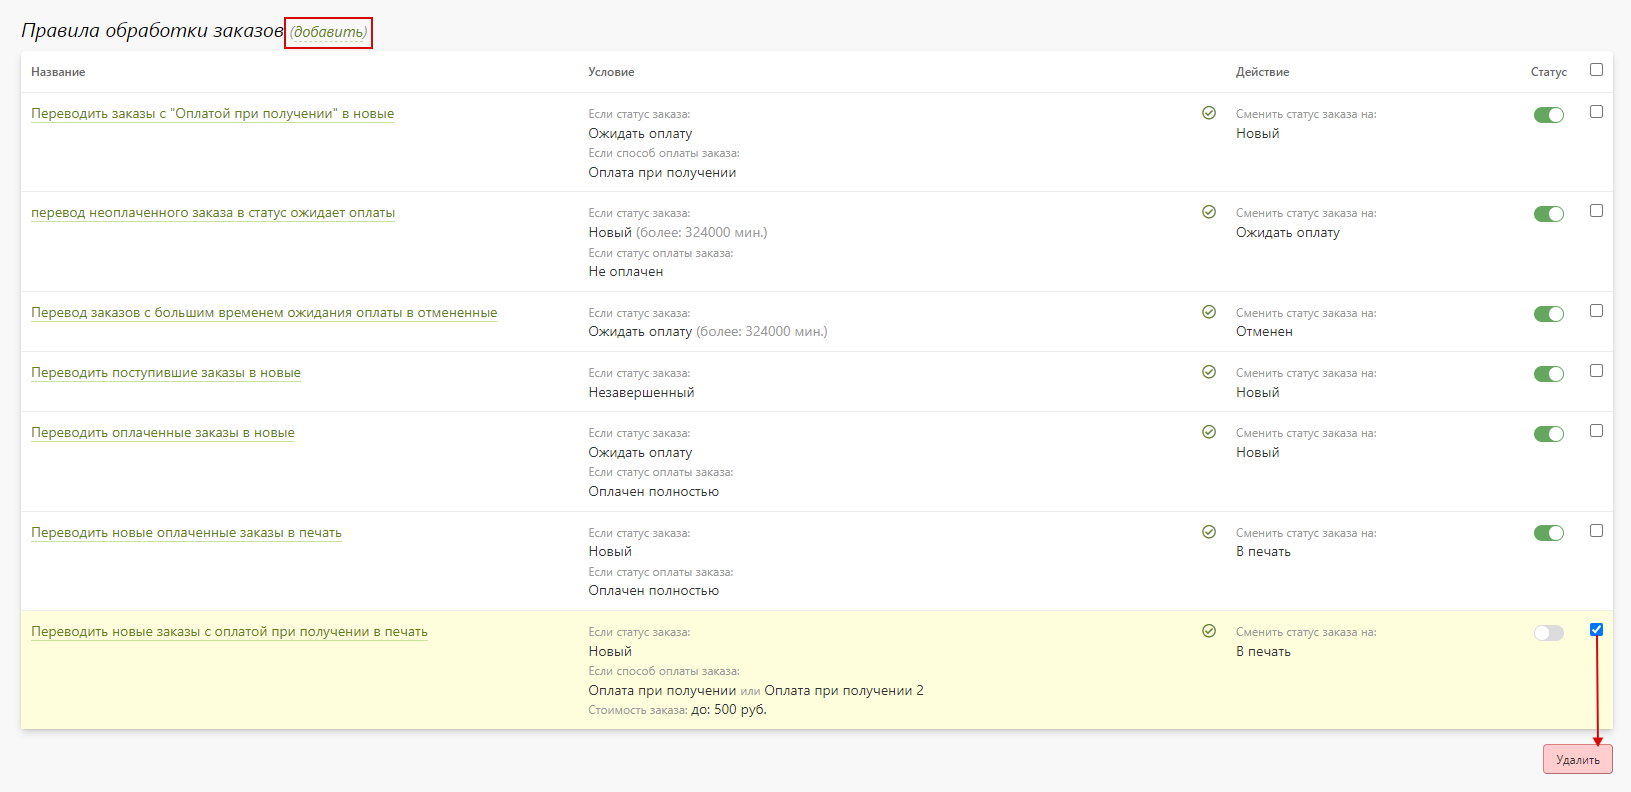 Правила обработки заказов (добавить)
Название Условие Действие Статус
Переводить заказы с "Оплатой при получении" в новые
Если статус заказа:
Ожидать оплату
Если способ оплаты заказа:
Оплата при получении
Сменить статус заказа на:
Новый
перевод неоплаченного заказа в статус ожидает оплаты
Если статус заказа:
Новый (более: 324000 мин.)
Если статус оплаты заказа:
Не оплачен
Сменить статус заказа на:
Ожидать оплату
Перевод заказов с большим временем ожидания оплаты в отмененные
Если статус заказа:
Ожидать оплату (более: 324000 мин.)
Сменить статус заказа на:
Отменен
Переводить поступившие заказы в новые
Если статус заказа:
Незавершенный
Сменить статус заказа на:
Новый
Переводить оплаченные заказы в новые
Если статус заказа:
Ожидать оплату
Если статус оплаты заказа:
Оплачен полностью
Сменить статус заказа на:
Новый
Переводить новые оплаченные заказы в печать
Если статус заказа:
Новый
Если статус оплаты заказа:
Оплачен полностью
Сменить статус заказа на:
В печать
Переводить новые заказы с оплатой при получении в печать
Если статус заказа:
Новый
Если способ оплаты заказа:
Оплата при получении или Оплата при получении 2
Стоимость заказа: до: 500 руб.
Сменить статус заказа на:
В печать
Удалить